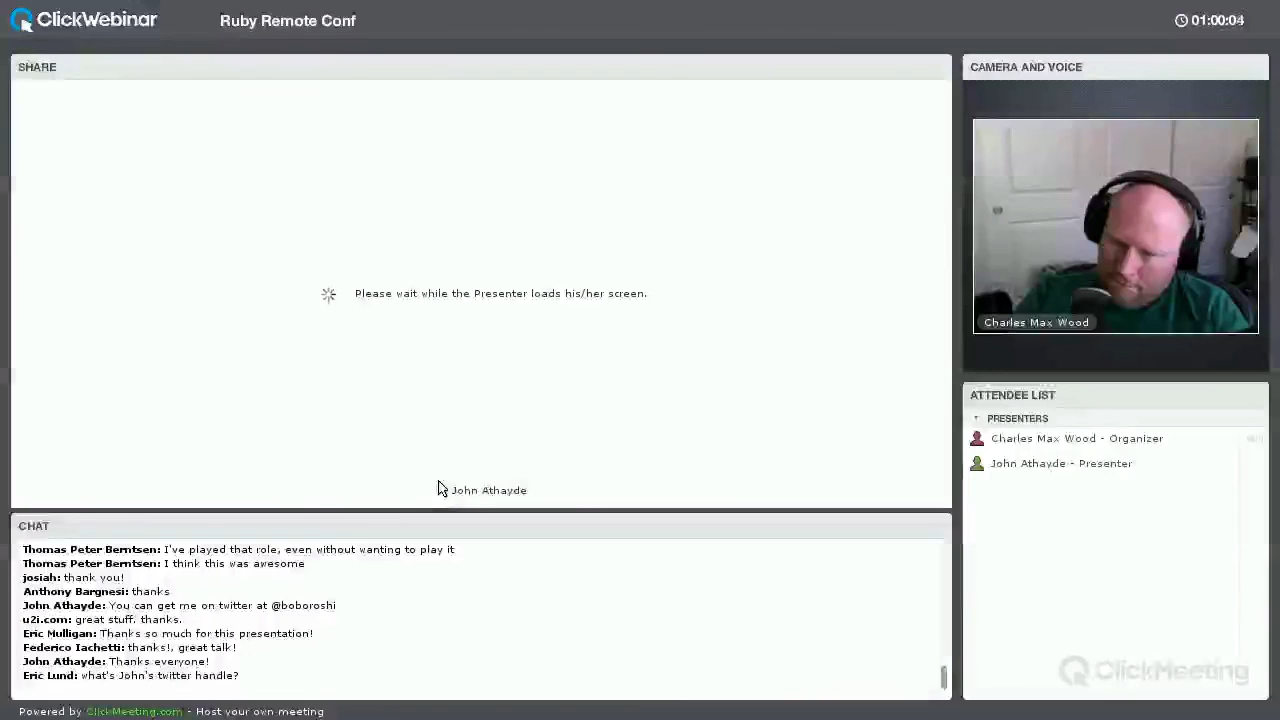 ClickWebinar
Ruby Remote Conf
01:00:04
SHARE
CAMERA AND VOICE
Please wait while the Presenter loads his/her screen.
Charles Max Wood
ATTENDEE LIST
PRESENTERS
Charles Max Wood - Organizer
John Athayde - Presenter
John Athayde
CHAT
Thomas Peter Berntsen: I've played that role, even without wanting to play it
Thomas Peter Berntsen: I think this was awesome
josiah: thank you!
Anthony Bargnesi: thanks
John Athayde: You can get me on twitter at @boboroshi
u2i.com: great stuff. thanks.
Eric Mulligan: Thanks so much for this presentation!
Federico Iachetti: thanks!, great talk!
John Athayde: Thanks everyone!
Eric Lund: what's John's twitter handle?
ClickMeeting
Powered by ClickMeeting.com - Host your own meeting